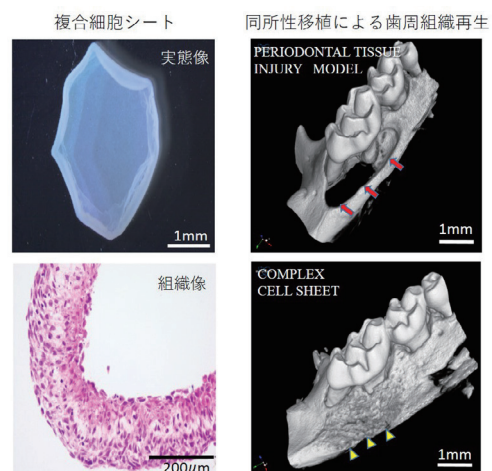 複合細胞シート
同所性移植による歯周組織再生
実態像
1mm
PERIODONTAL TISSUE
INJURY MODEL
1mm
組織像
200μm
COMPLEX
CELL SHEET
1mm